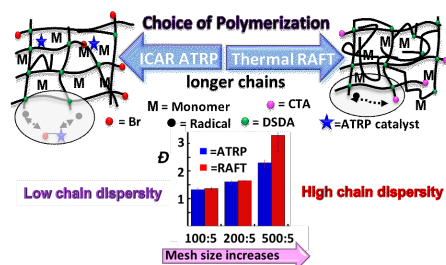 Choice of Polymerization
M M
M M
M
M M
M
M
ICAR ATRP Thermal RAFT
longer chains
M = Monomer =CTA
=Br =Radical =DSDA =ATRP catalyst
Đ
3
2
1
=ATRP
=RAFT
Low chain dispersity
High chain dispersity
100:5 200:5 500:5
Mesh size increases